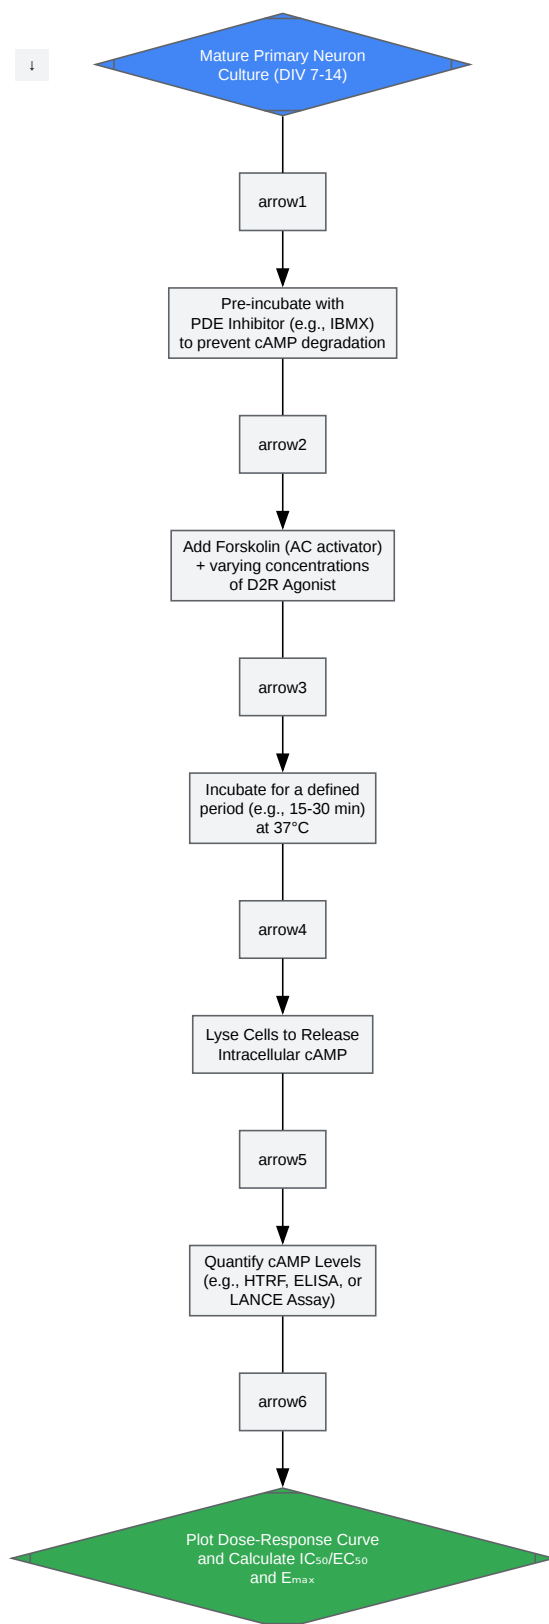 ↓
Mature Primary Neuron
Culture (DIV 7-14)
arrow1
Pre-incubate with
PDE Inhibitor (e.g., IBMX)
to prevent cAMP degradation
arrow2
Add Forskolin (AC activator)
+ varying concentrations
of D2R Agonist
arrow3
Incubate for a defined
period (e.g., 15-30 min)
at 37°C
arrow4
Lyse Cells to Release
Intracellular cAMP
arrow5
Quantify cAMP Levels
(e.g., HTRF, ELISA, or
LANCE Assay)
arrow6
Plot Dose-Response Curve
and Calculate IC₅₀/EC₅₀
and Eₘₐₓ